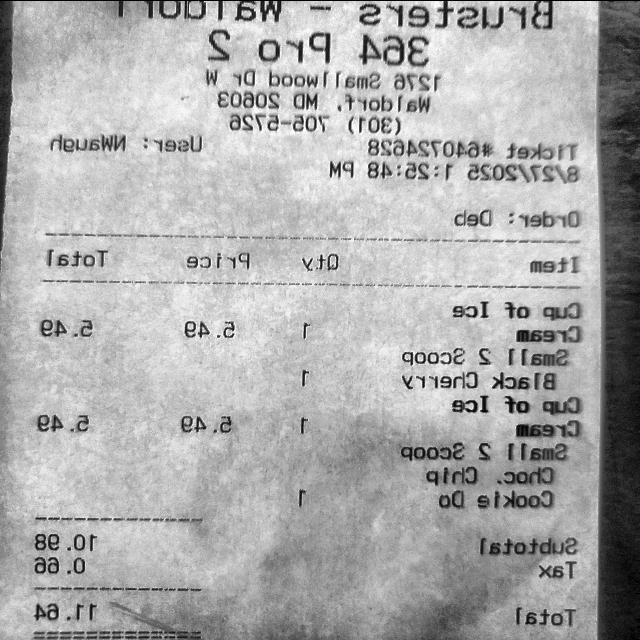 Brusters - Waldorf
364 Pro 2
1276 Smallwood Dr W
Waldorf, MD 20603
(301) 705-5726
Ticket #640724628 User: NWaugh
8/27/2025 1:25:48 PM
Order: Deb
Item Qty Price Total
Cup of Ice
Cream 1 5.49 5.49
Small 2 Scoop
Black Cherry 1
Cup of Ice
Cream 1 5.49 5.49
Small 2 Scoop
Choc. Chip
Cookie Do 1
Subtotal 10.98
Tax 0.66
Total 11.64